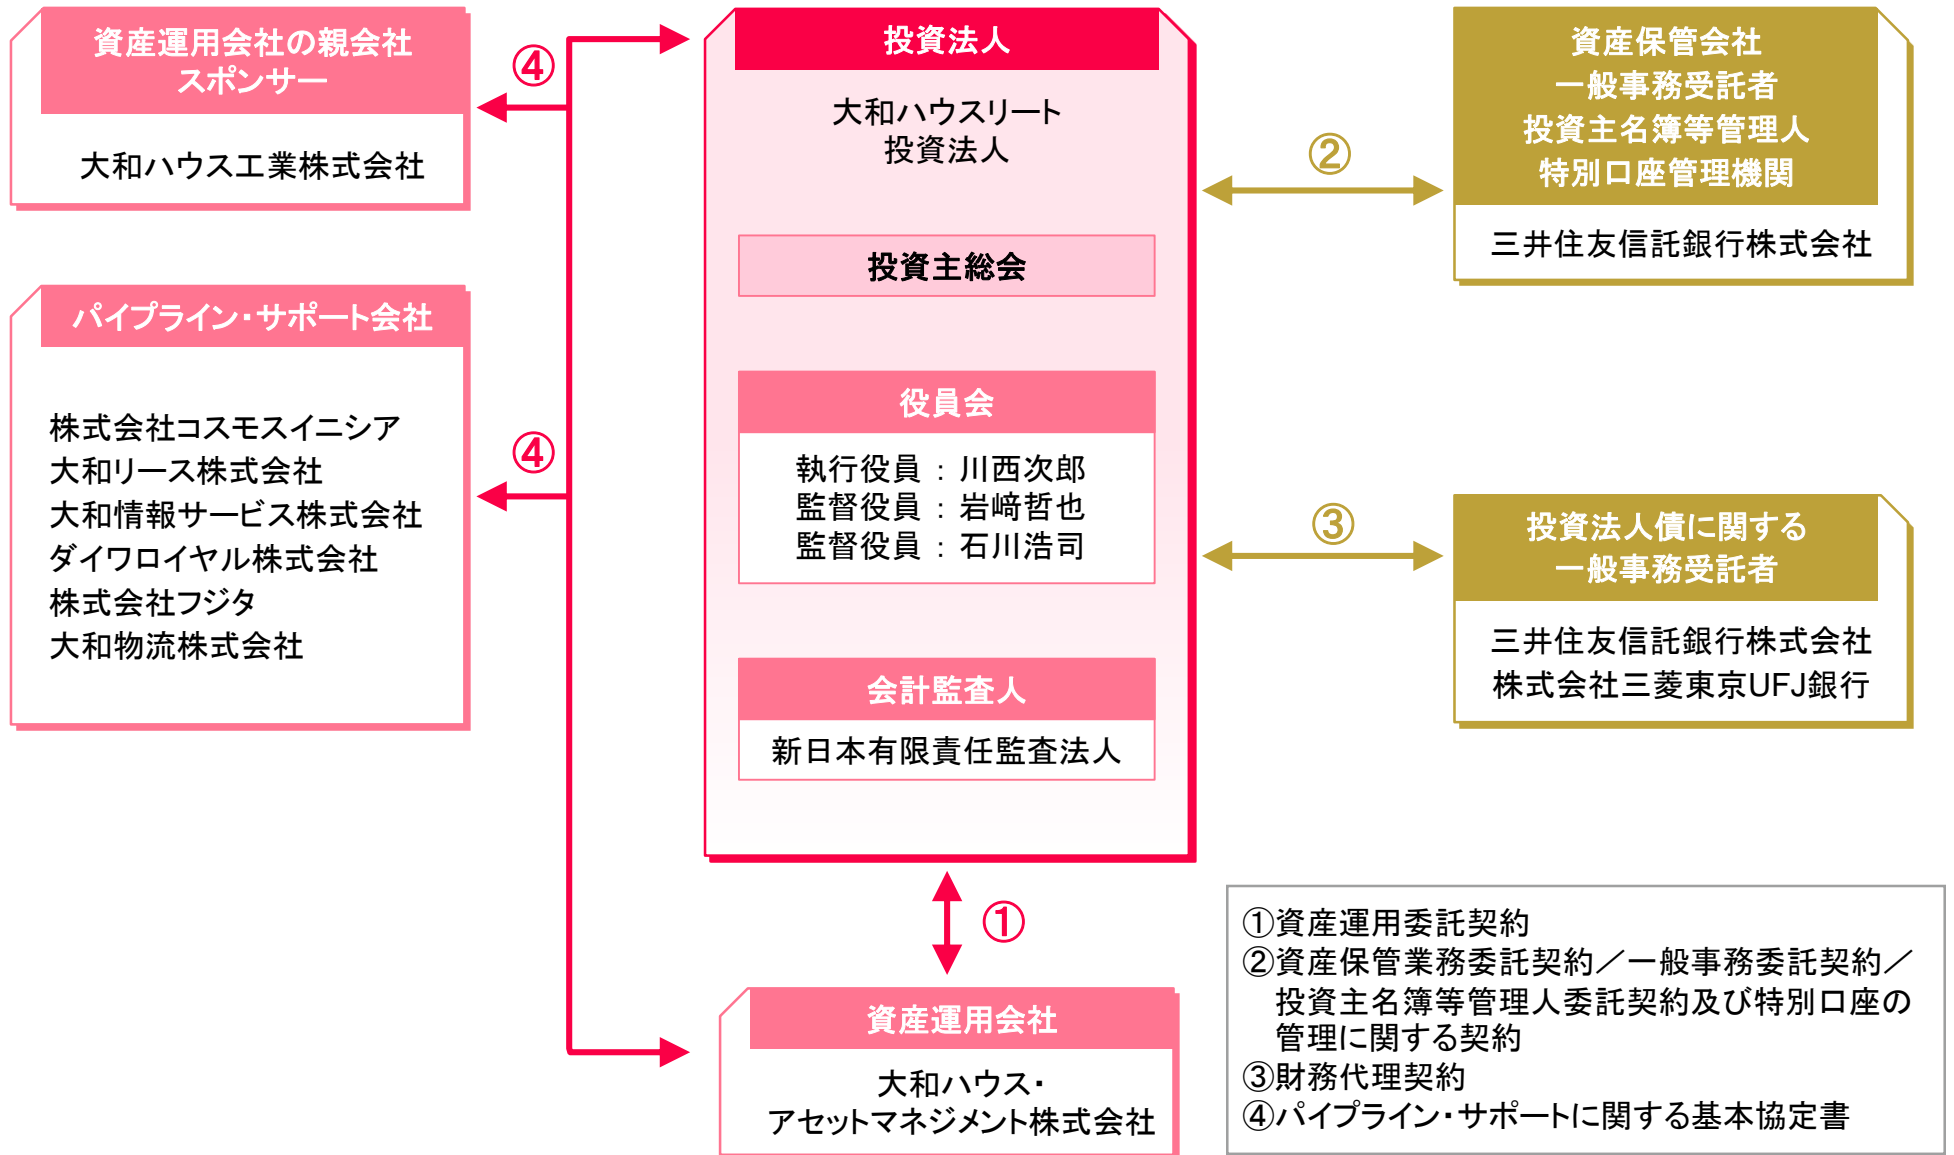 資産運用会社の親会社
スポンサー
大和ハウス工業株式会社
④
パイプライン・サポート会社
株式会社コスモスイニシア
大和リース株式会社
大和情報サービス株式会社
ダイワロイヤル株式会社
株式会社フジタ
大和物流株式会社
④
投資法人
大和ハウスリート
投資法人
投資主総会
役員会
執行役員 : 川西次郎
監督役員 : 岩﨑哲也
監督役員 : 石川浩司
会計監査人
新日本有限責任監査法人
①
資産運用会社
大和ハウス・
アセットマネジメント株式会社
②
資産保管会社
一般事務受託者
投資主名簿等管理人
特別口座管理機関
三井住友信託銀行株式会社
③
投資法人債に関する
一般事務受託者
三井住友信託銀行株式会社
株式会社三菱東京UFJ銀行
①資産運用委託契約
②資産保管業務委託契約／一般事務委託契約／
投資主名簿等管理人委託契約及び特別口座の
管理に関する契約
③財務代理契約
④パイプライン・サポートに関する基本協定書